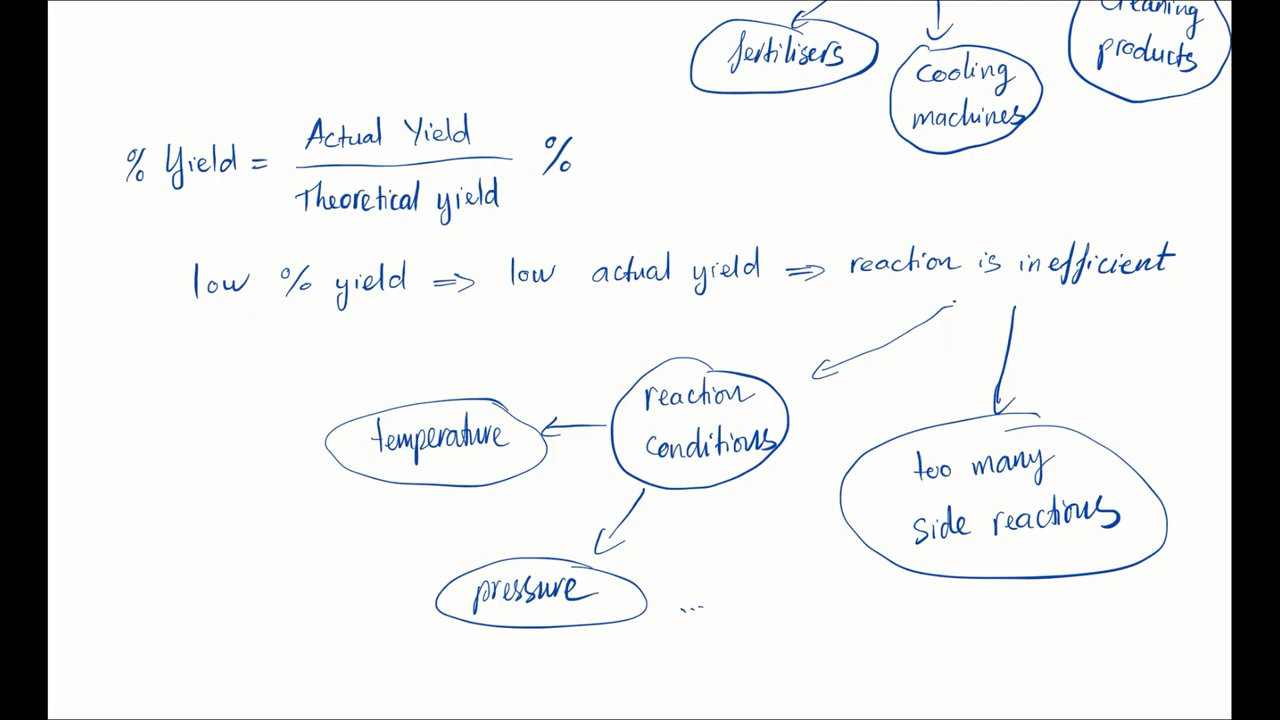 cleaning
products
fertilisers
cooling
machines
% Yield = Actual Yield / Theoretical yield %
low % yield ⇒ low actual yield ⇒ reaction is inefficient
reaction
conditions
temperature
too many
side reactions
pressure
...